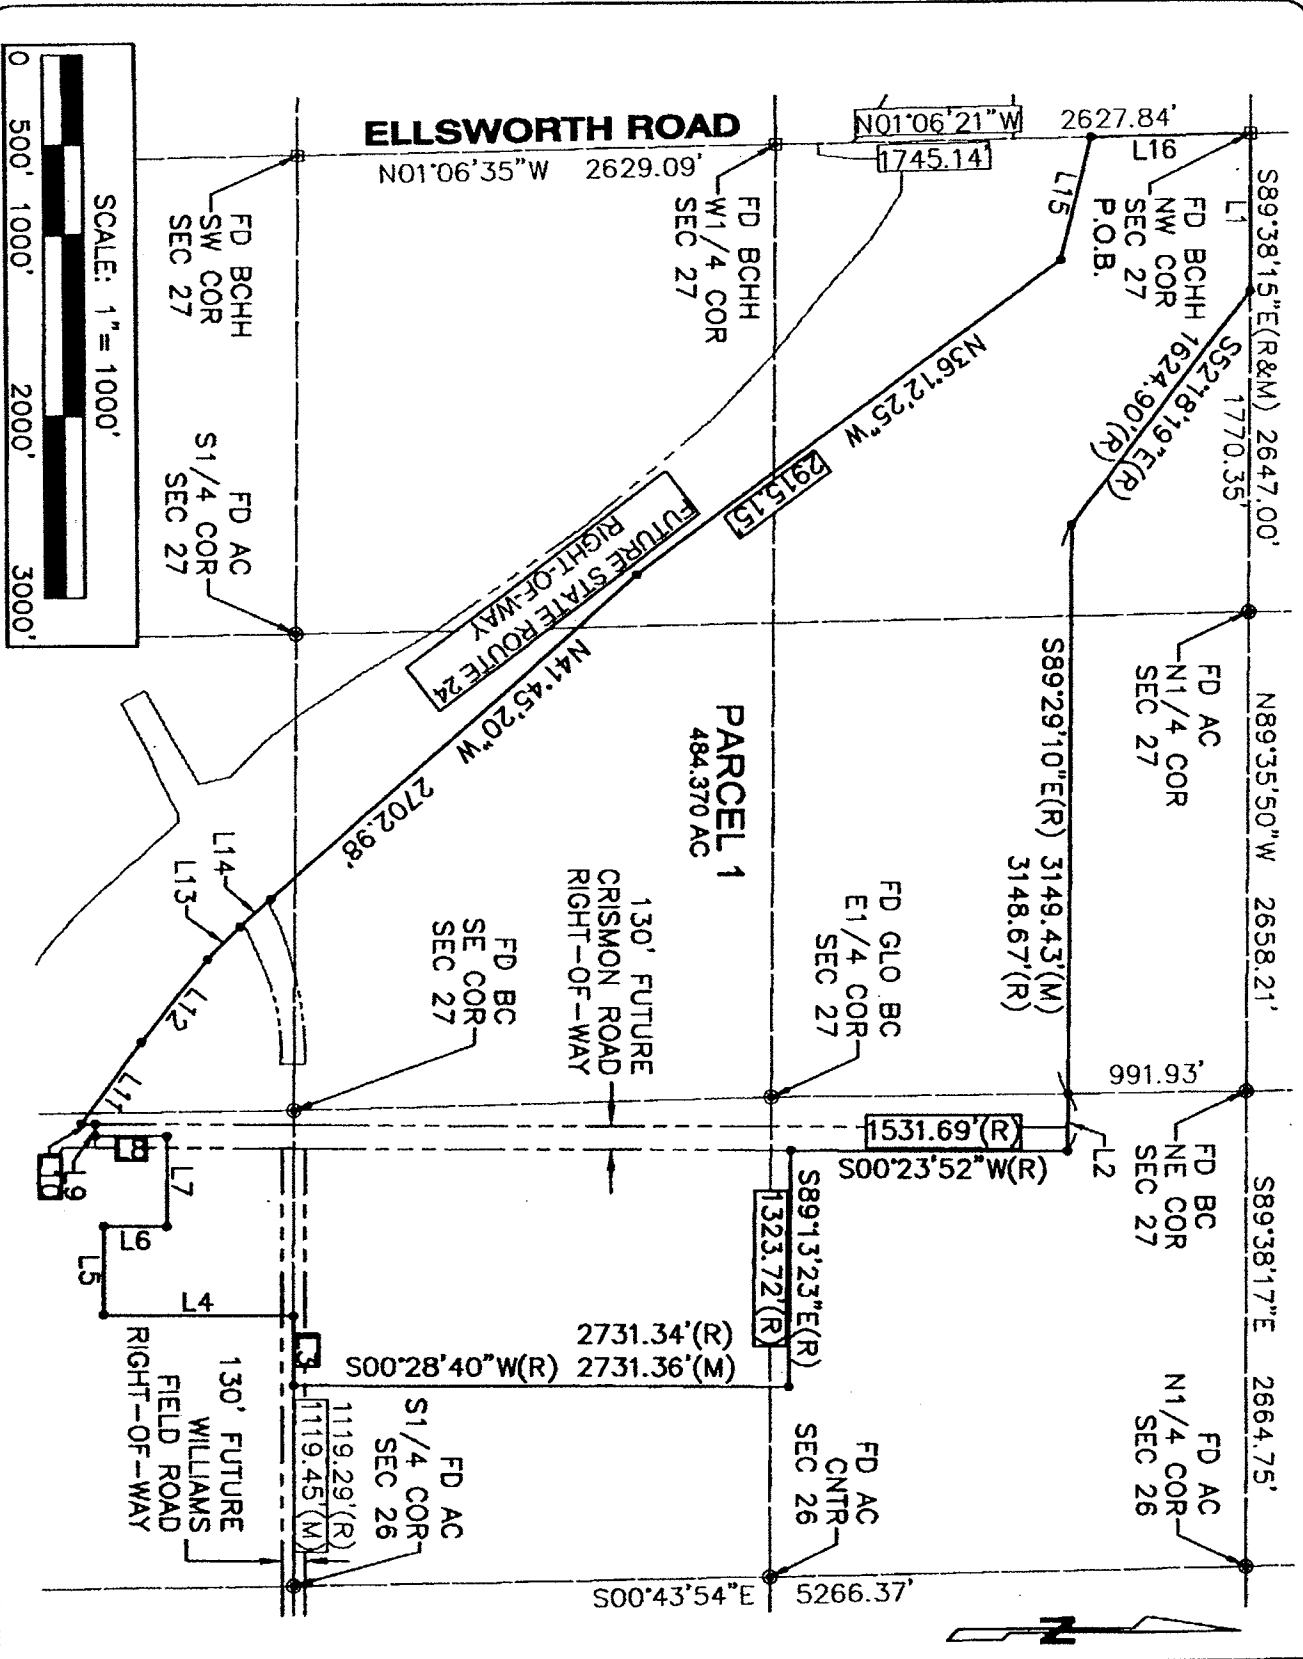 ELLSWORTH ROAD
N01°06'35"W 2629.09'
N01°06'21"W
1745.14'
2627.84'
L16
L15
FD BCHH
NW COR
SEC 27
P.O.B.
L1
S89°38'15"E(R&M) 2647.00'
1770.35'
S52°18'19"E(R)
1624.90'(R)
FD BCHH
W1/4 COR
SEC 27
FD BCHH
SW COR
SEC 27
SCALE: 1"= 1000'
0 500' 1000' 2000' 3000'
FD AC
S1/4 COR
SEC 27
N36°12'25"W
2915.15'
FUTURE STATE ROUTE 24
RIGHT-OF-WAY
N41°45'20"W 2702.98'
PARCEL 1
484.370 AC
S89°29'10"E(R) 3149.43'(M)
3148.67'(R)
FD AC
N1/4 COR
SEC 27
N89°35'50"W 2658.21'
991.93'
FD BC
NE COR
SEC 27
L2
FD GLO BC
E1/4 COR
SEC 27
130' FUTURE
CRISMON ROAD
RIGHT-OF-WAY
FD BC
SE COR
SEC 27
L14
L13
L12
L11
L10
L9
L8
L7
L6
L5
L4
L3
1531.69'(R)
S00°23'52"W(R)
S89°13'23"E(R)
1323.72'(R)
2731.34'(R)
S00°28'40"W(R) 2731.36'(M)
S89°38'17"E 2664.75'
FD AC
N1/4 COR
SEC 26
FD AC
CNTR
SEC 26
FD AC
S1/4 COR
SEC 26
1119.29'(R)
1119.45'(M)
130' FUTURE
WILLIAMS
FIELD ROAD
RIGHT-OF-WAY
S00°43'54"E 5266.37'
N